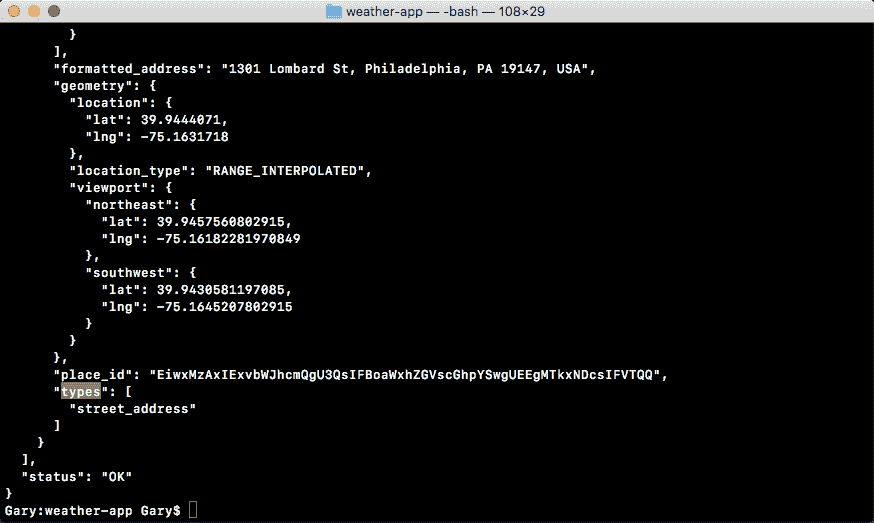 weather-app — -bash — 108×29
}
],
"formatted_address": "1301 Lombard St, Philadelphia, PA 19147, USA",
"geometry": {
"location": {
"lat": 39.9444071,
"lng": -75.1631718
},
"location_type": "RANGE_INTERPOLATED",
"viewport": {
"northeast": {
"lat": 39.9457560802915,
"lng": -75.16182281970849
},
"southwest": {
"lat": 39.9430581197085,
"lng": -75.1645207802915
}
}
},
"place_id": "EiwxMzAxIExvbWJhcmQgU3QsIFBoaWxhZGVscGhpYSwgUEEgMTkxNDcsIFVTQQ",
"types": [
"street_address"
]
}
],
"status": "OK"
}
Gary:weather-app Gary$